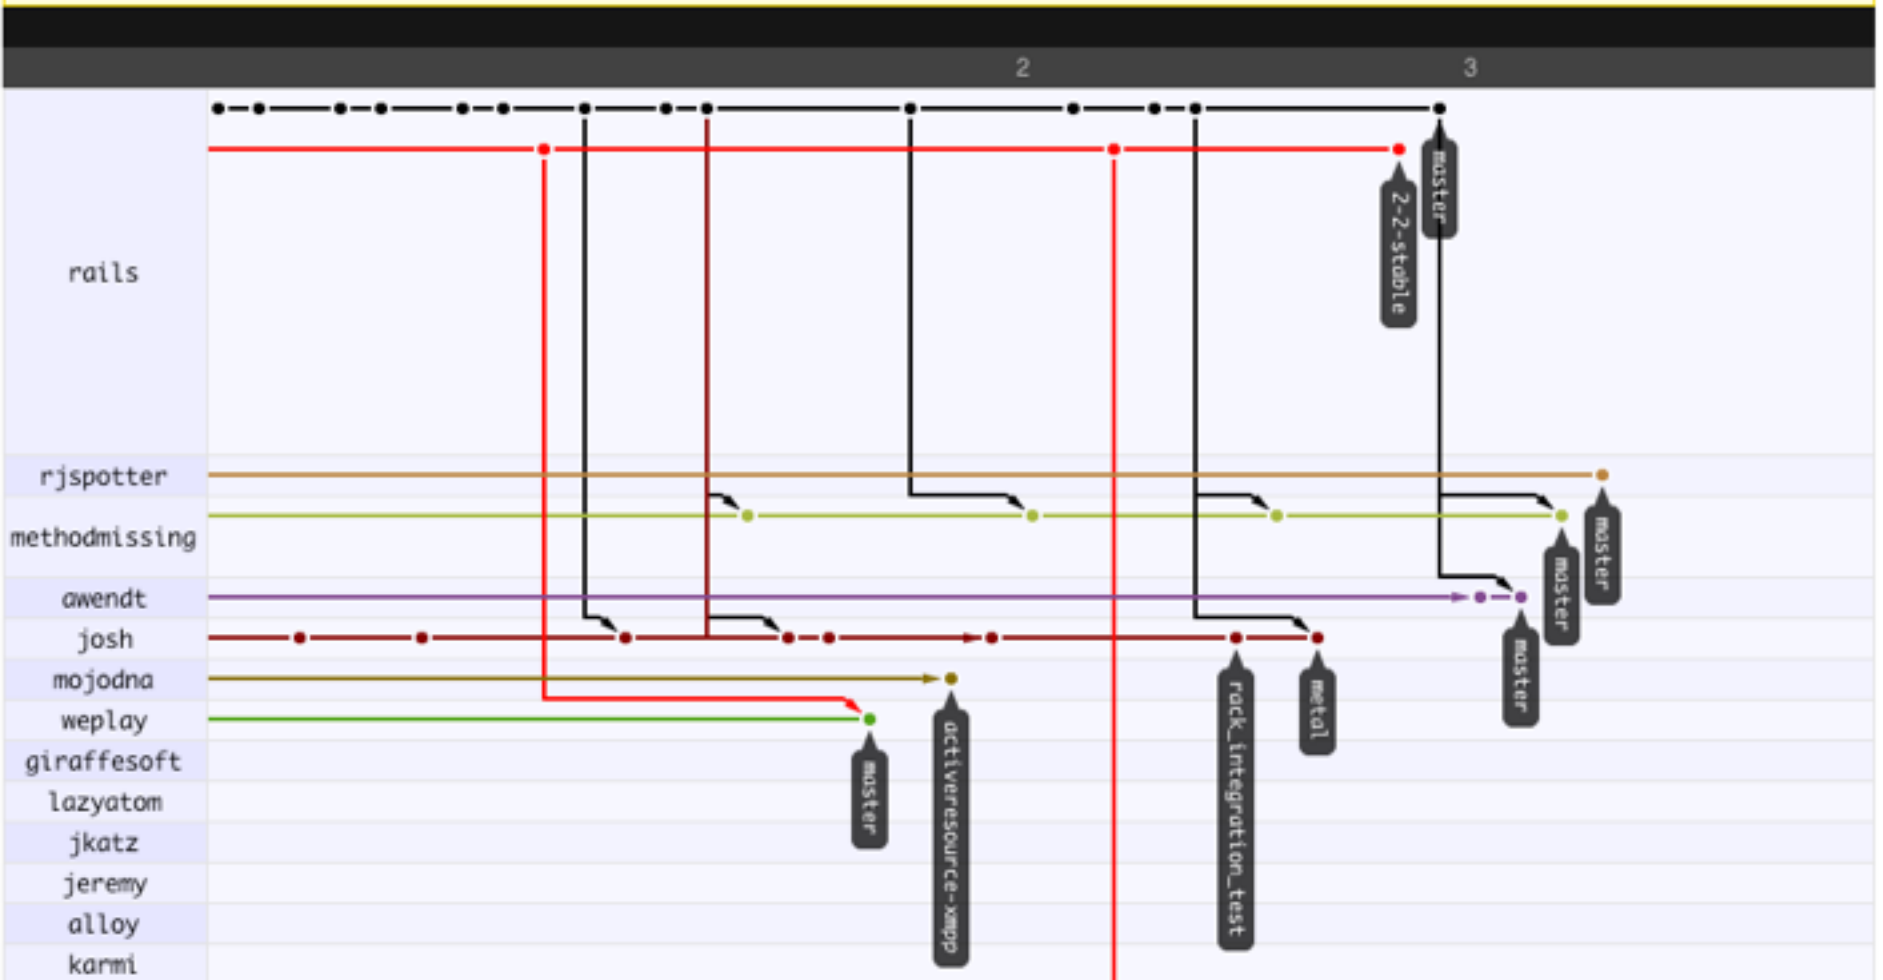 2 3
rails
master
2-2-stable
rjspotter
master
methodmissing
master
awendt
master
josh
rack_integration_test
metal
mojodna
activeresource-xmpp
weplay
master
giraffesoft
lazyatom
jkatz
jeremy
alloy
karmi